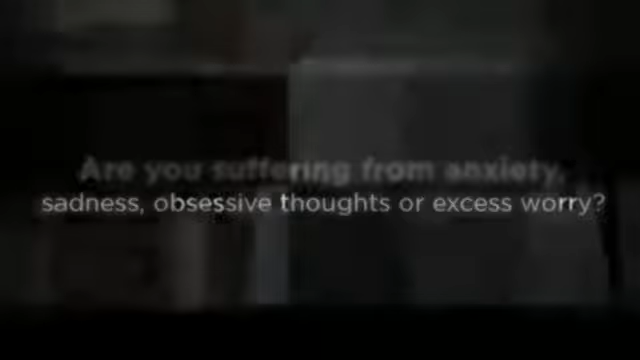 Are you suffering from anxiety,
sadness, obsessive thoughts or excess worry?